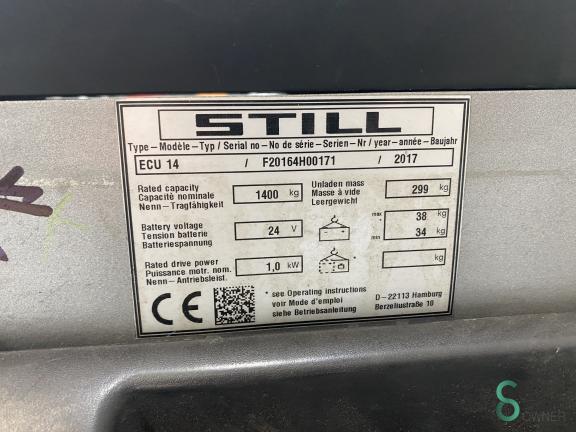 STILL
Type – Modèle – Typ / Serial no – No de série – Serien – Nr / year – année – Baujahr
ECU 14 / F20164H00171 / 2017
Rated capacity
Capacité nominale 1400 kg
Nenn – Tragfähigkeit
Unladen mass
Masse à vide 299 kg
Leergewicht
Battery voltage
Tension batterie 24 V
Batteriespannung
max 38 kg
min 34 kg
Rated drive power
Puissance motr. nom. 1,0 kW
Nenn – Antriebsleist.
kg
CE
* see Operating instructions
voir Mode d'emploi
siehe Betriebsanleitung
D – 22113 Hamburg
Berzeliustraße 10
OWNER